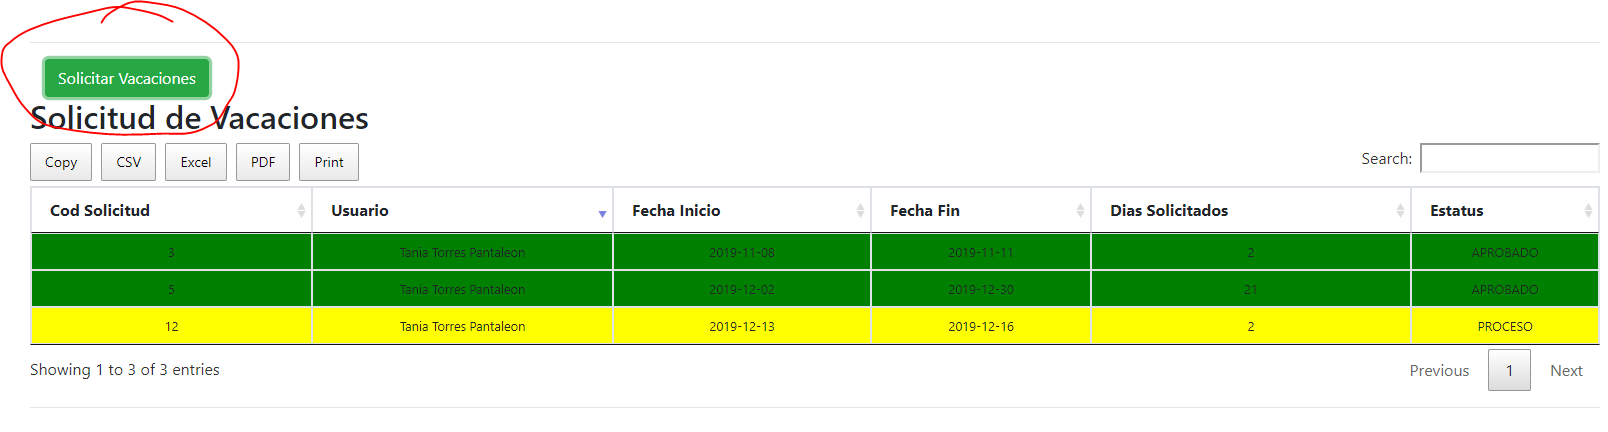 Solicitar Vacaciones
Solicitud de Vacaciones
Copy CSV Excel PDF Print Search:
Cod Solicitud Usuario Fecha Inicio Fecha Fin Dias Solicitados Estatus
3 Tania Torres Pantaleon 2019-11-08 2019-11-11 2 APROBADO
5 Tania Torres Pantaleon 2019-12-02 2019-12-30 21 APROBADO
12 Tania Torres Pantaleon 2019-12-13 2019-12-16 2 PROCESO
Showing 1 to 3 of 3 entries Previous 1 Next